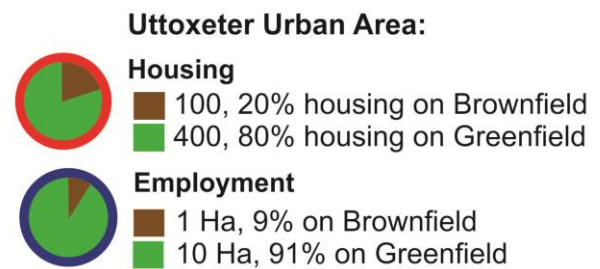 Uttoxeter Urban Area:
Housing
100, 20% housing on Brownfield
400, 80% housing on Greenfield
Employment
1 Ha, 9% on Brownfield
10 Ha, 91% on Greenfield